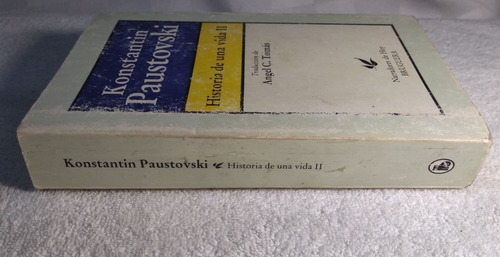 Konstantin
Paustovski
Historia de una vida II
Traducción de
Angel C. Tomás
Narradores de Hoy
BRUGUERA
Konstantin Paustovski Historia de una vida II